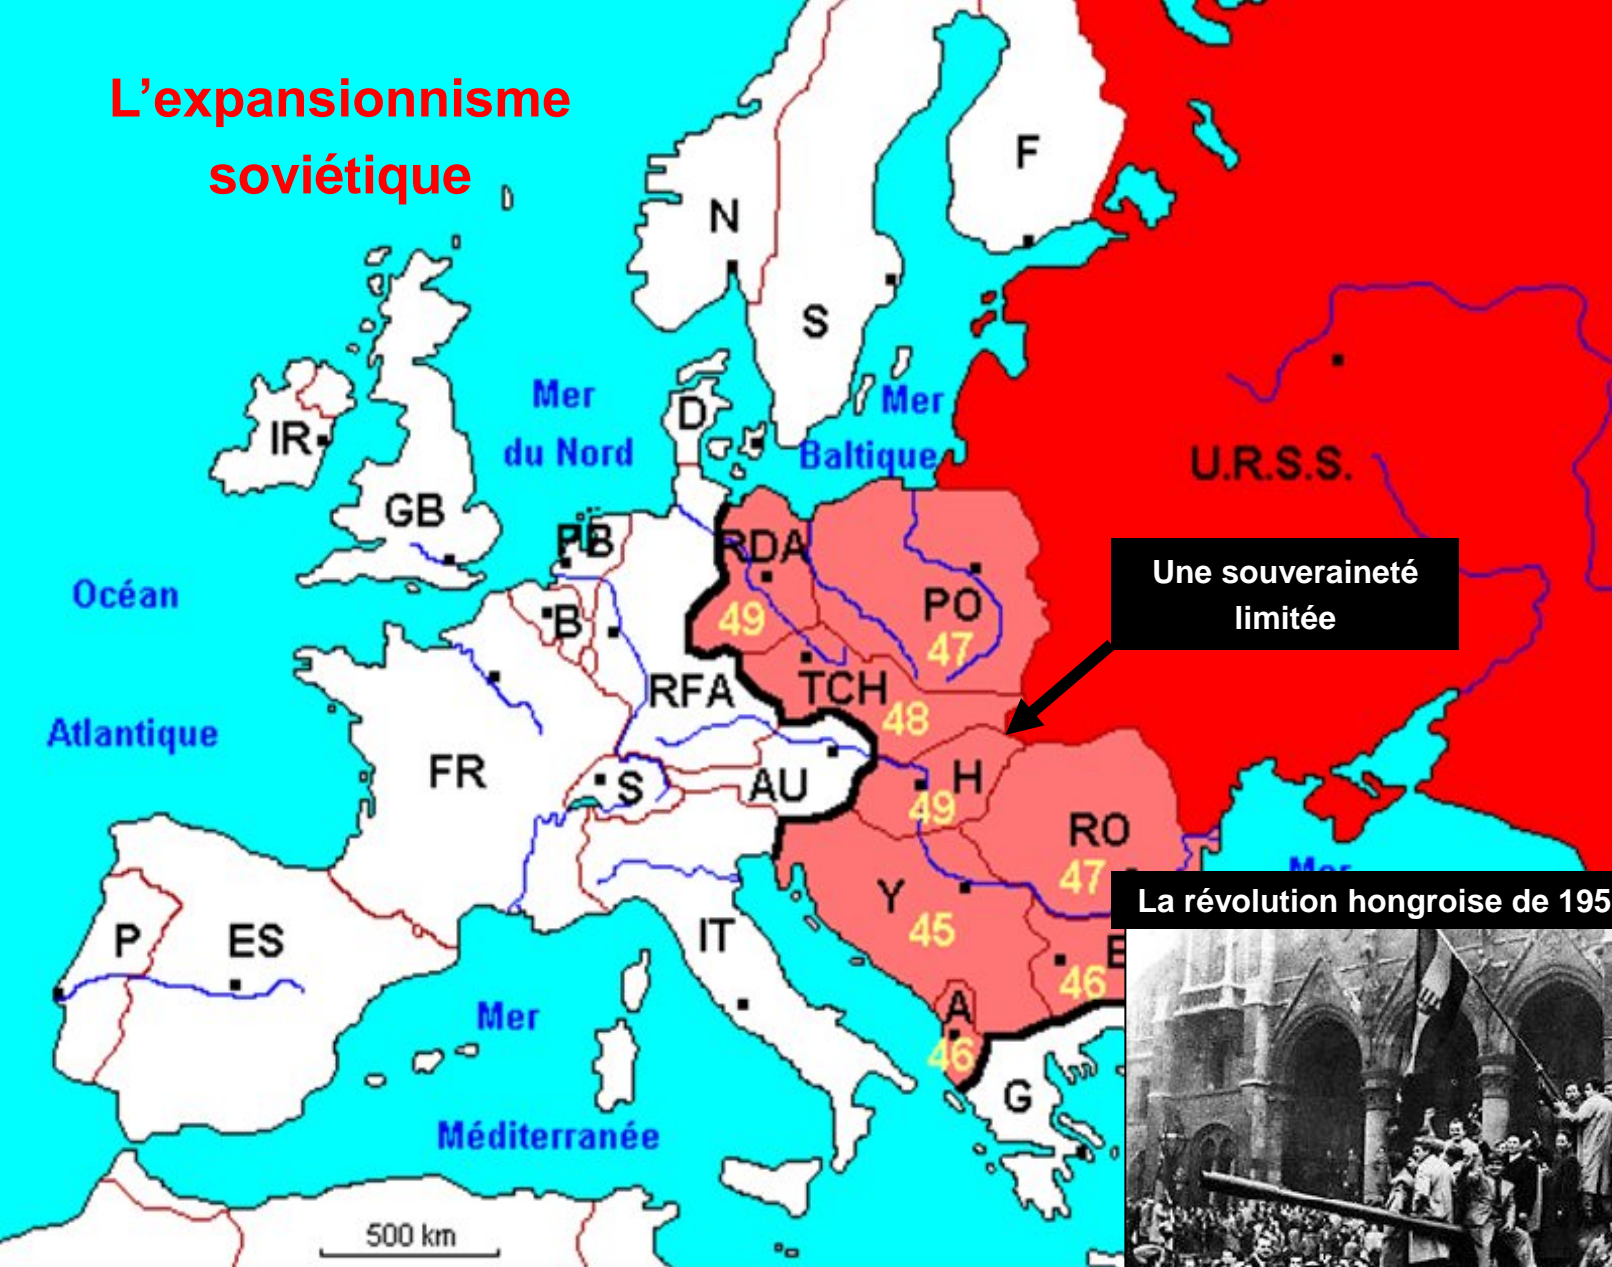 L'expansionnisme
soviétique
F
N
S
Mer
du Nord
D
Mer
Baltique
IR
U.R.S.S.
GB
PB
RDA
Une souveraineté
limitée
Océan
B
49
PO
47
RFA
TCH
48
Atlantique
FR
S
AU
H
49
RO
47
Mer
Y
45
La révolution hongroise de 195
P
ES
IT
46
A
46
Mer
G
Méditerranée
500 km